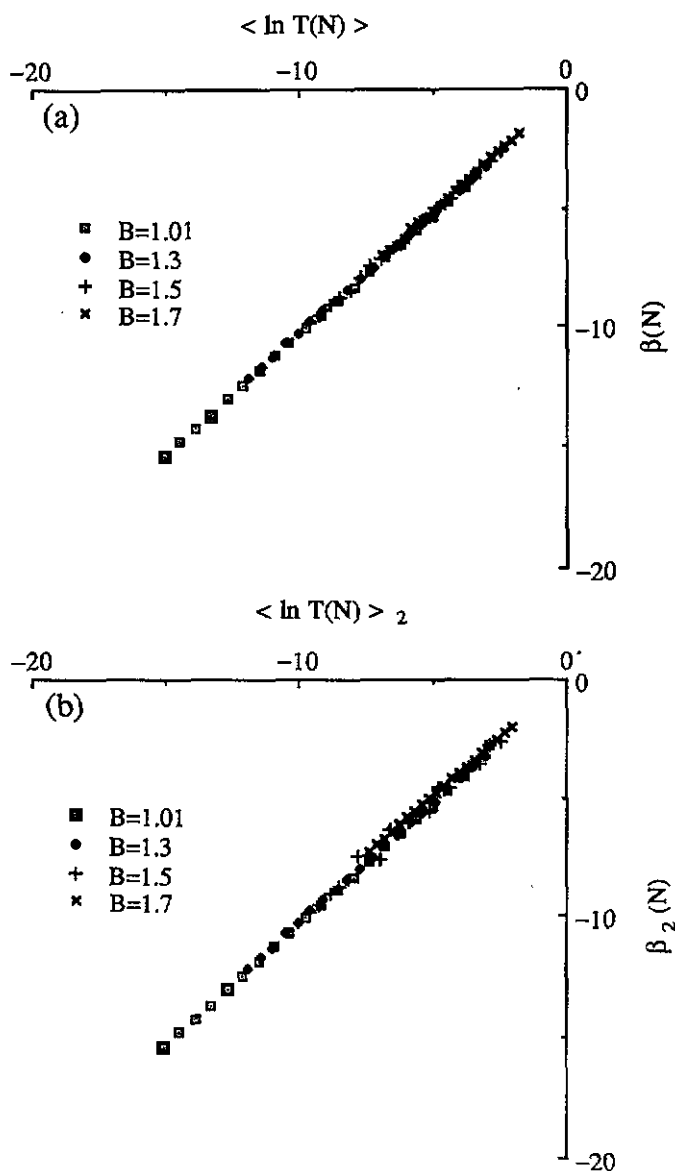 < ln T(N) >
−20 −10 0
(a)
B=1.01
B=1.3
B=1.5
B=1.7
0
−10
−20
β(N)
< ln T(N) > 2
−20 −10 0
(b)
B=1.01
B=1.3
B=1.5
B=1.7
0
−10
−20
β 2 (N)